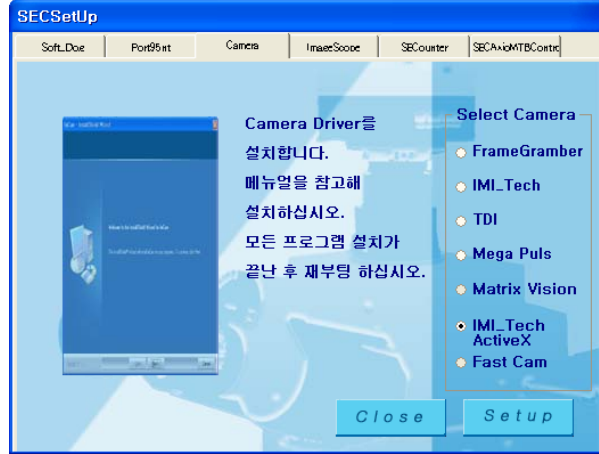 SECSetUp
Soft_Doe
Port95nt
Camera
ImageScope
SECounter
SECAxioMTBContro
Camera Driver를
설치합니다.
메뉴얼을 참고해
설치하십시오.
모든 프로그램 설치가
끝난 후 재부팅 하십시오.
Select Camera
FrameGramber
IMI_Tech
TDI
Mega Puls
Matrix Vision
IMI_Tech
ActiveX
Fast Cam
Close
Setup